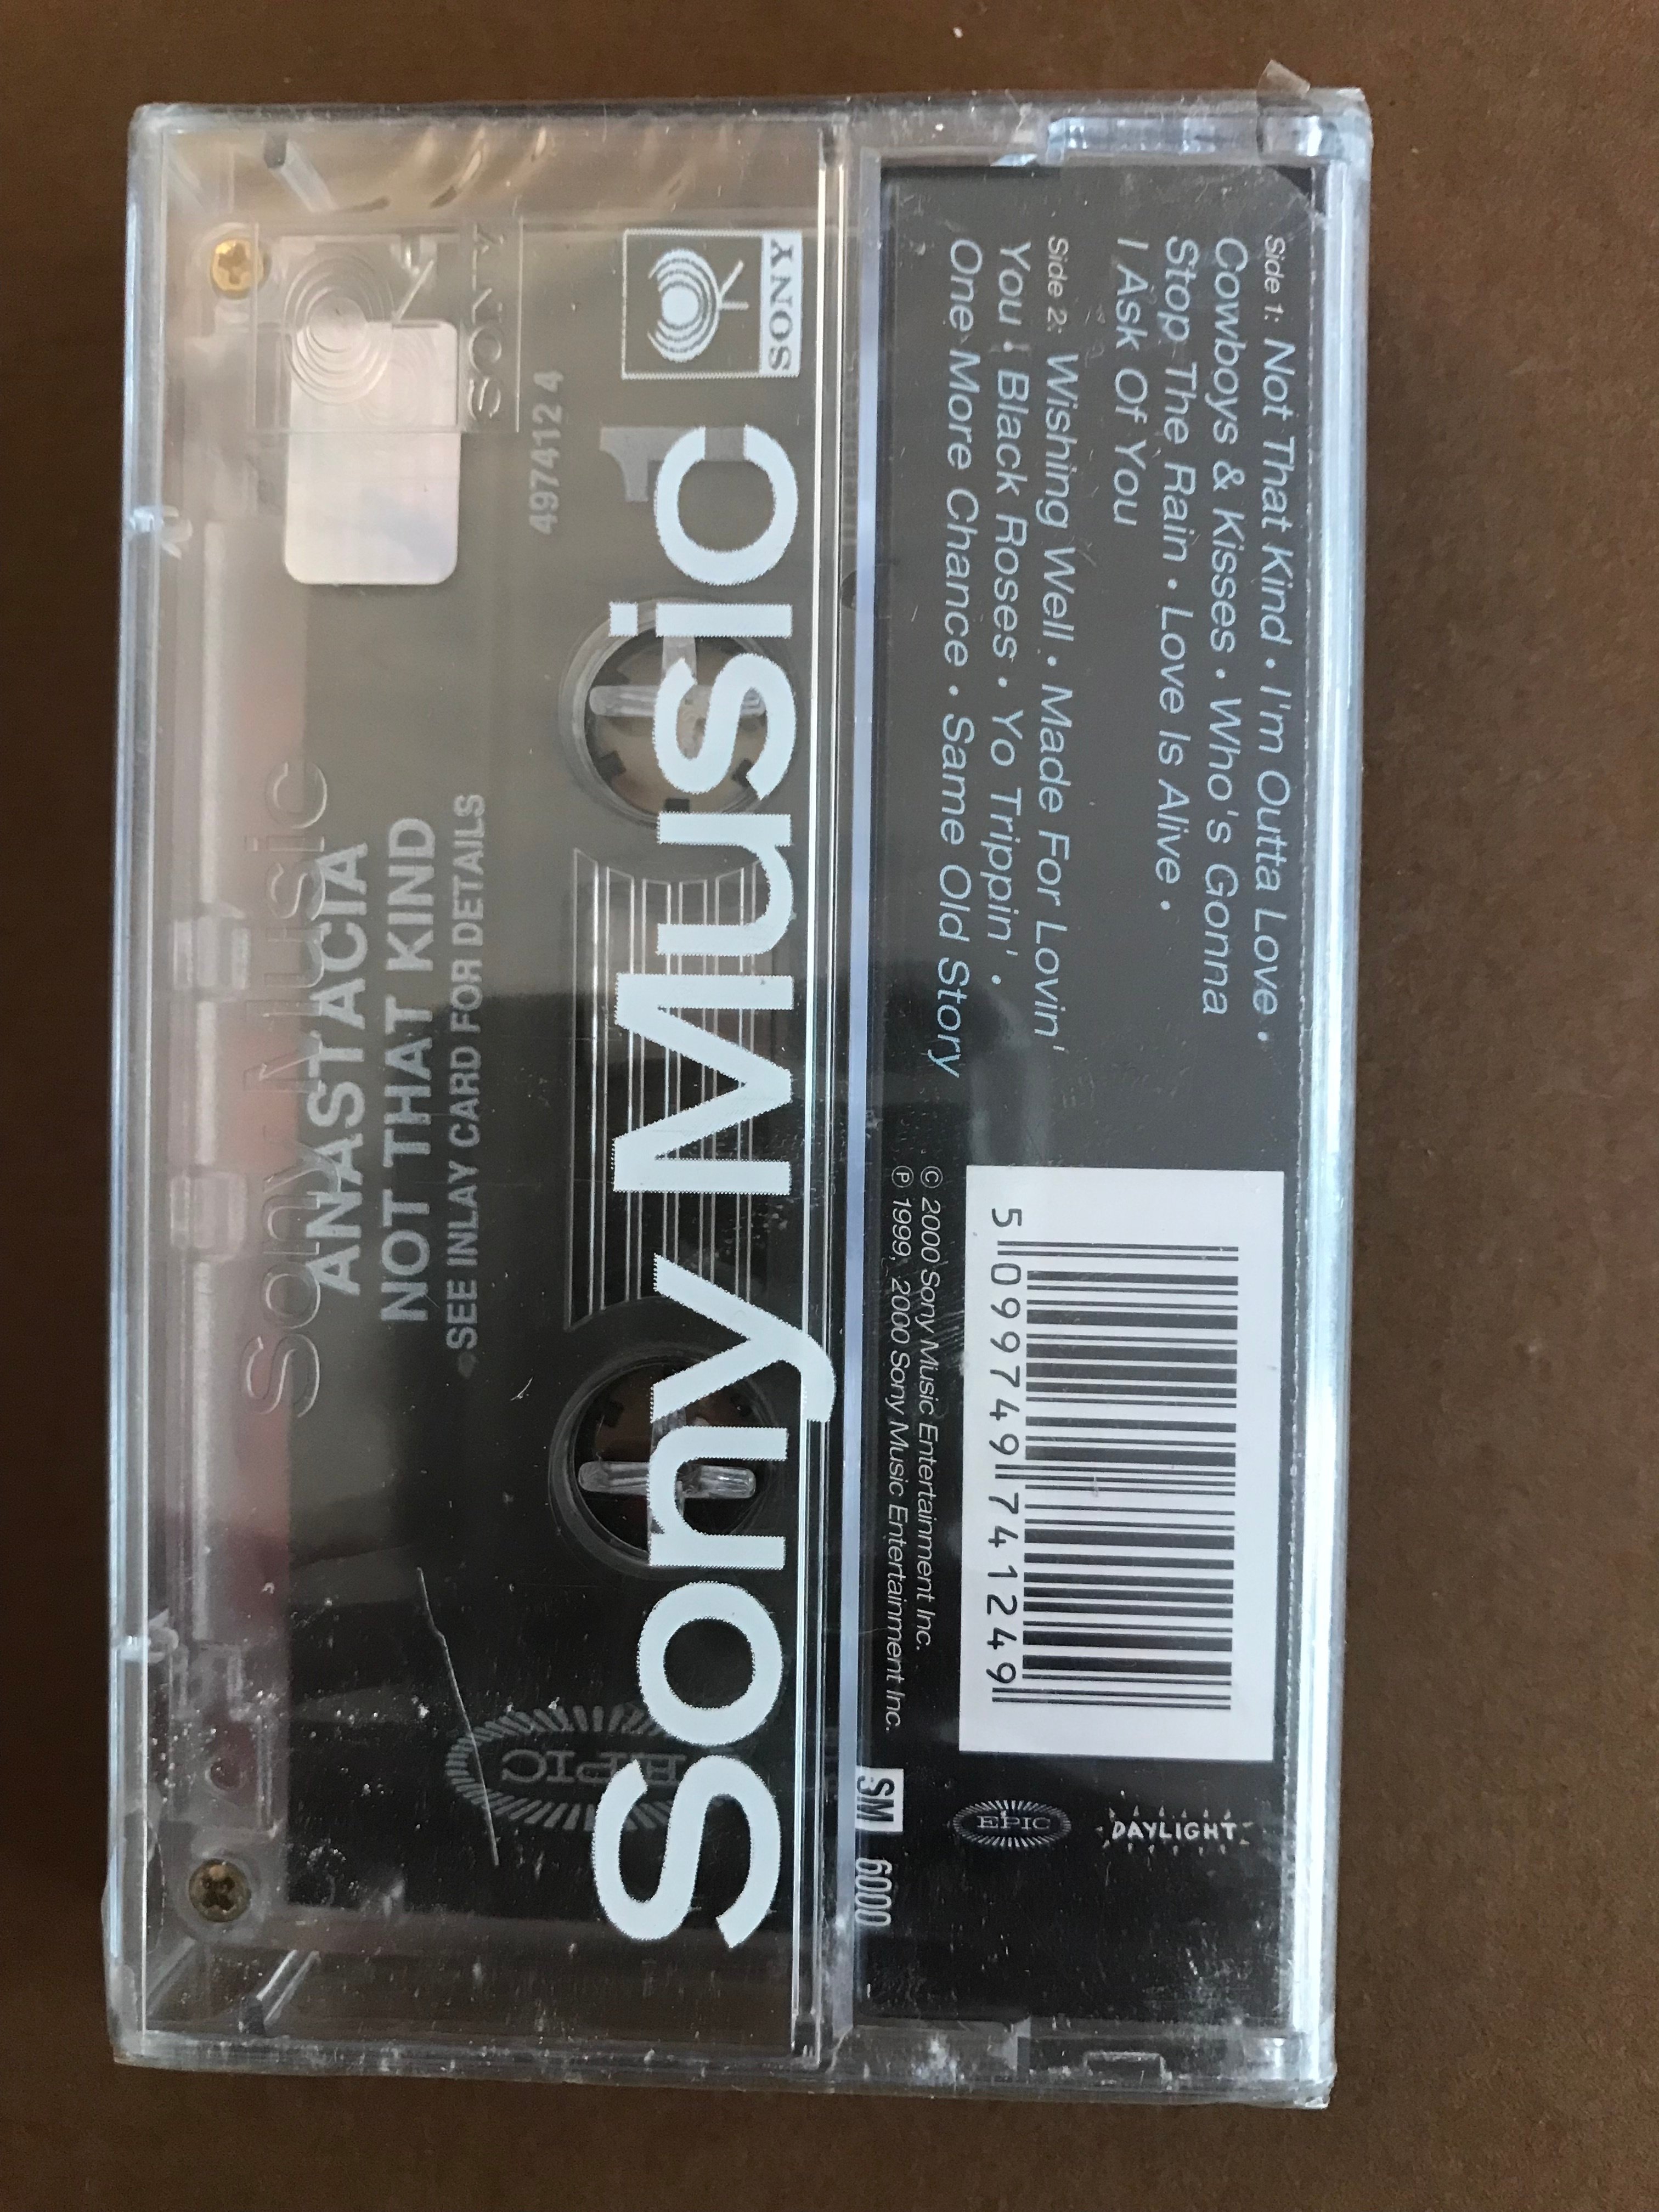 Side 1: Not That Kind • I'm Outta Love •
Cowboys & Kisses • Who's Gonna
Stop The Rain • Love Is Alive •
I Ask Of You
Side 2: Wishing Well • Made For Lovin'
You • Black Roses • Yo Trippin' •
One More Chance • Same Old Story
5 099749 741249
© 2000 Sony Music Entertainment Inc.
℗ 1999, 2000 Sony Music Entertainment Inc.
DAYLIGHT
EPIC
SM 6000
SONY
Sony Music
1
497412 4
EPIC
SONY
SEE INLAY CARD FOR DETAILS
NOT THAT KIND
ANASTACIA
Sony Music